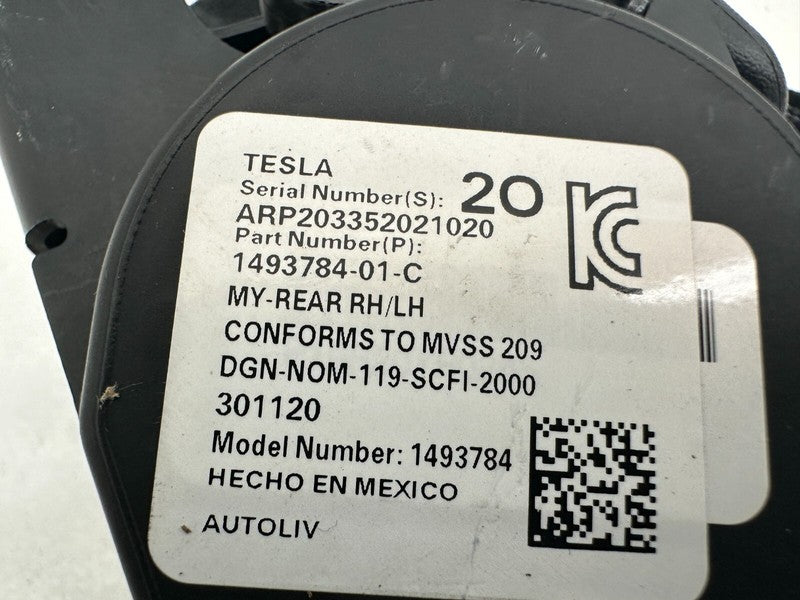 TESLA
Serial Number(S): 20
ARP203352021020
Part Number(P):
1493784-01-C
MY-REAR RH/LH
CONFORMS TO MVSS 209
DGN-NOM-119-SCFI-2000
301120
Model Number: 1493784
HECHO EN MEXICO
AUTOLIV
KC